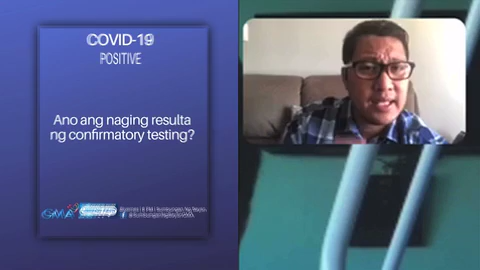 COVID-19
POSITIVE
Ano ang naging resulta
ng confirmatory testing?
GMA